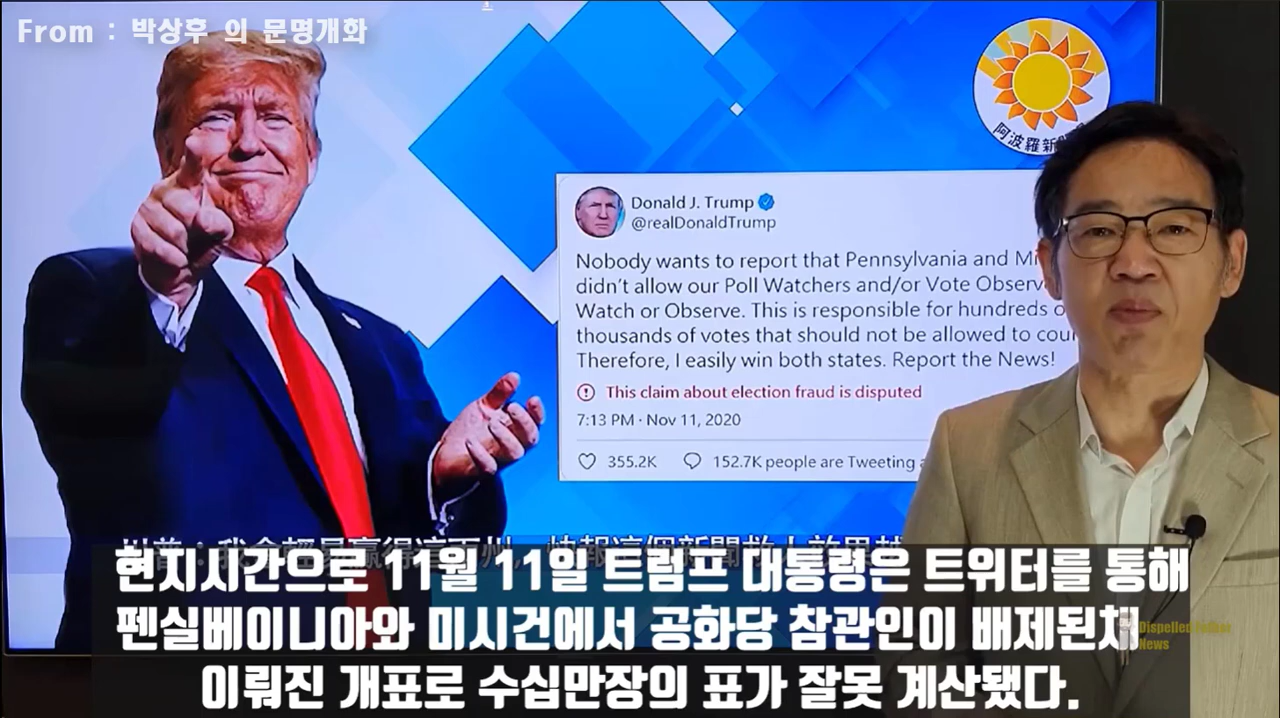 From : 박상후 의 문명개화
阿波羅新
Donald J. Trump
@realDonaldTrump
Nobody wants to report that Pennsylvania and
didn't allow our Poll Watchers and/or Vote
Watch or Observe. This is responsible for hundreds
thousands of votes that should not be allowed to
Therefore, I easily win both states. Report the News!
This claim about election fraud is disputed
7:13 PM · Nov 11, 2020
355.2K 152.7K people are Tweeting
현지시간으로 11월 11일 트럼프 대통령은 트위터를 통해
펜실베이니아와 미시건에서 공화당 참관인이 배제된채
이뤄진 개표로 수십만장의 표가 잘못 계산됐다.
Dispelled
News